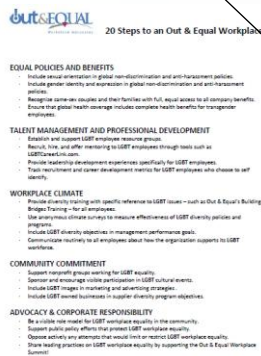 Out&EQUAL
20 Steps to an Out & Equal Workplace
EQUAL POLICIES AND BENEFITS
Include sexual orientation in global non-discrimination and anti-harassment policies.
Include gender identity and expression in global non-discrimination and anti-harassment
policies.
Recognize same-sex couples and their families with full, equal access to all company benefits.
Ensure that global health coverage includes complete health benefits for transgender
employees.
TALENT MANAGEMENT AND PROFESSIONAL DEVELOPMENT
Establish and support LGBT employee resource groups.
Recruit, hire, and offer mentoring to LGBT employees through tools such as
LGBTCareerLink.com.
Provide leadership development experiences specifically for LGBT employees.
Track recruitment and career development metrics for LGBT employees who choose to self
identify.
WORKPLACE CLIMATE
Provide diversity training with specific reference to LGBT issues – such as Out & Equal's Building
Bridges Training – for all employees.
Use anonymous climate surveys to measure effectiveness of LGBT diversity policies and
programs.
Include LGBT diversity objectives in management performance goals.
Communicate routinely to all employees about how the organization supports its LGBT
workforce.
COMMUNITY COMMITMENT
Support nonprofit groups working for LGBT equality.
Sponsor and encourage visible participation in LGBT cultural events.
Include LGBT images in marketing and advertising strategies.
Include LGBT owned businesses in supplier diversity program objectives.
ADVOCACY & CORPORATE RESPONSIBILITY
Be a visible role model for LGBT workplace equality in the community.
Support public policy efforts that protect LGBT workplace equality.
Oppose actively any attempts that would limit or restrict LGBT workplace equality.
Share leading practices on LGBT workplace equality by supporting the Out & Equal Workplace
Summit!